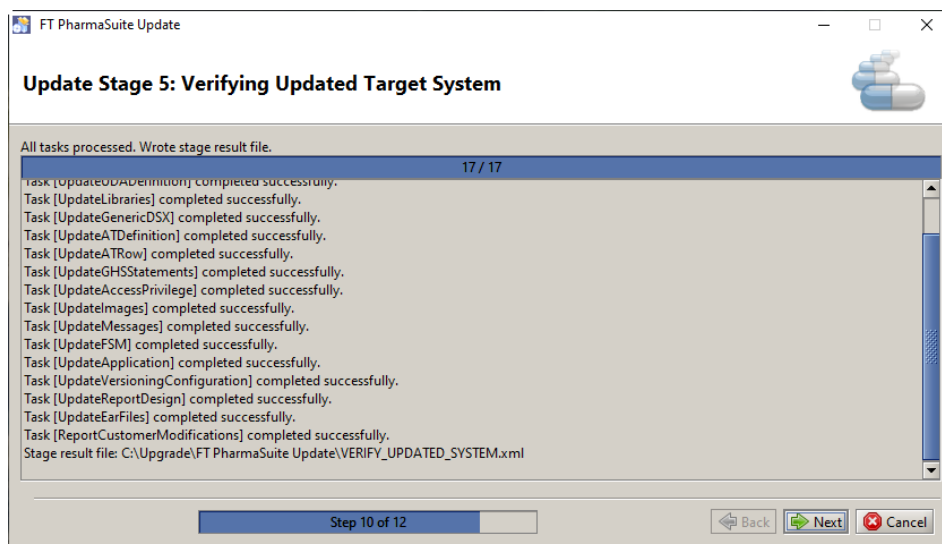 FT PharmaSuite Update
Update Stage 5: Verifying Updated Target System
All tasks processed. Wrote stage result file.
17 / 17
Task [UpdateUDADefinition] completed successfully.
Task [UpdateLibraries] completed successfully.
Task [UpdateGenericDSX] completed successfully.
Task [UpdateATDefinition] completed successfully.
Task [UpdateATRow] completed successfully.
Task [UpdateGHSStatements] completed successfully.
Task [UpdateAccessPrivilege] completed successfully.
Task [UpdateImages] completed successfully.
Task [UpdateMessages] completed successfully.
Task [UpdateFSM] completed successfully.
Task [UpdateApplication] completed successfully.
Task [UpdateVersioningConfiguration] completed successfully.
Task [UpdateReportDesign] completed successfully.
Task [UpdateEarFiles] completed successfully.
Task [ReportCustomerModifications] completed successfully.
Stage result file: C:\Upgrade\FT PharmaSuite Update\VERIFY_UPDATED_SYSTEM.xml
Step 10 of 12
Back
Next
Cancel